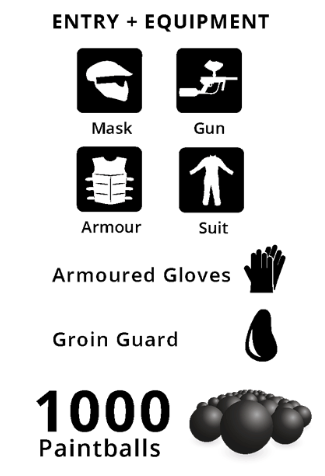 ENTRY + EQUIPMENT
Mask
Gun
Armour
Suit
Armoured Gloves
Groin Guard
1000
Paintballs